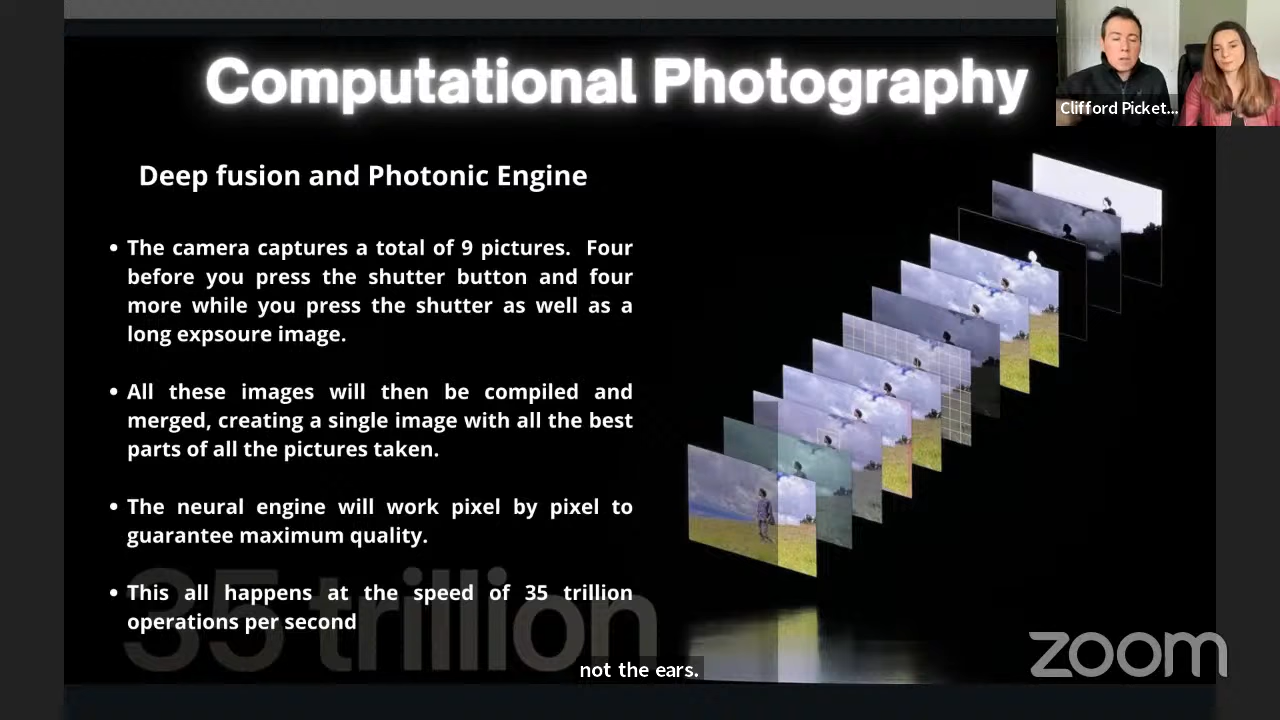 Computational Photography
Clifford Picket...
Deep fusion and Photonic Engine
• The camera captures a total of 9 pictures.  Four
before you press the shutter button and four
more while you press the shutter as well as a
long expsoure image.
• All these images will then be compiled and
merged, creating a single image with all the best
parts of all the pictures taken.
• The neural engine will work pixel by pixel to
guarantee maximum quality.
• This all happens at the speed of 35 trillion
operations per second
35 trillion
not the ears.
zoom